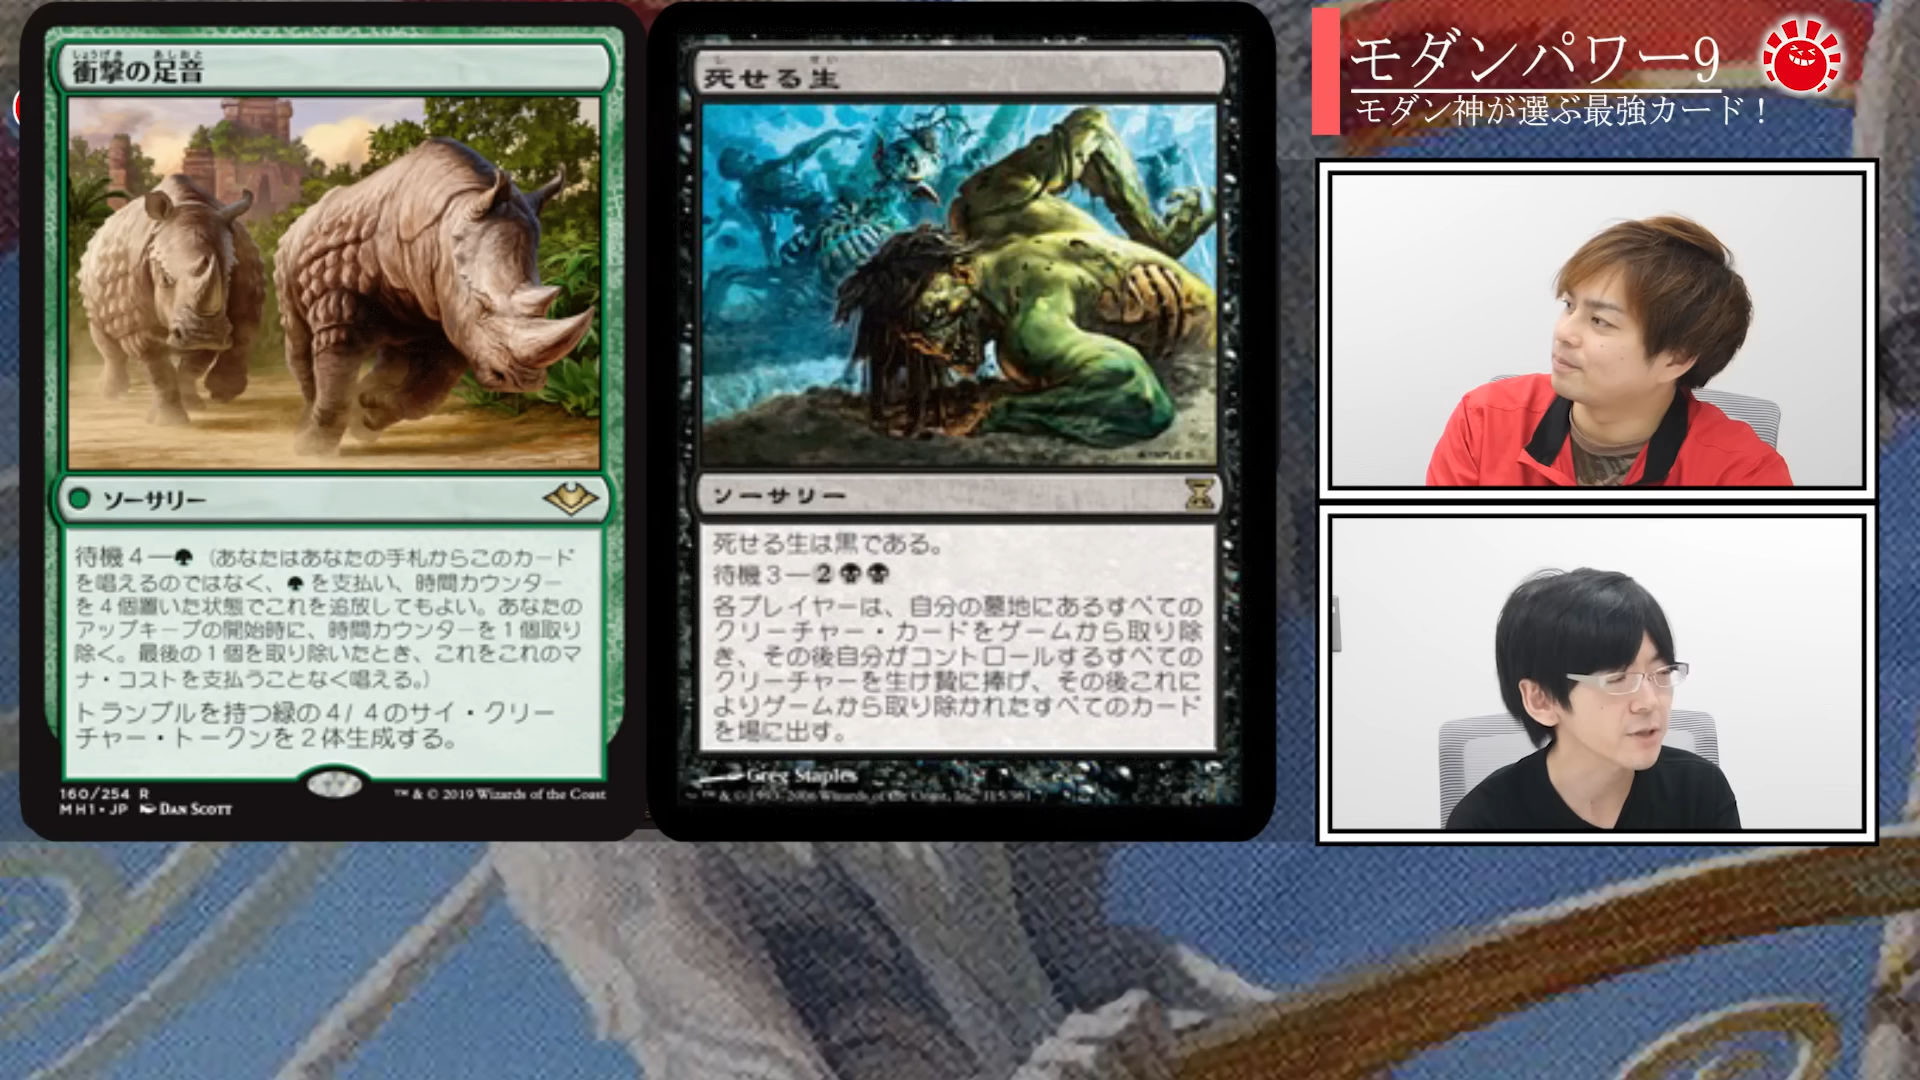 しょうげき あしおと
衝撃の足音
ソーサリー
待機4―(あなたはあなたの手札からこのカード
を唱えるのではなく、を支払い、時間カウンター
を4個置いた状態でこれを追放してもよい。あなたの
アップキープの開始時に、時間カウンターを1個取り
除く。最後の1個を取り除いたとき、これをこれのマ
ナ・コストを支払うことなく唱える。)
トランプルを持つ緑の4/4のサイ・クリー
チャー・トークンを2体生成する。
160/254 R
MH1・JP DAN SCOTT
™ & © 2019 Wizards of the Coast
死せる生
ソーサリー
死せる生は黒である。
待機3―2
各プレイヤーは、自分の墓地にあるすべての
クリーチャー・カードをゲームから取り除
き、その後自分がコントロールするすべての
クリーチャーを生け贄に捧げ、その後これに
よりゲームから取り除かれたすべてのカード
を場に出す。
Greg Staples
モダンパワー9
モダン神が選ぶ最強カード!